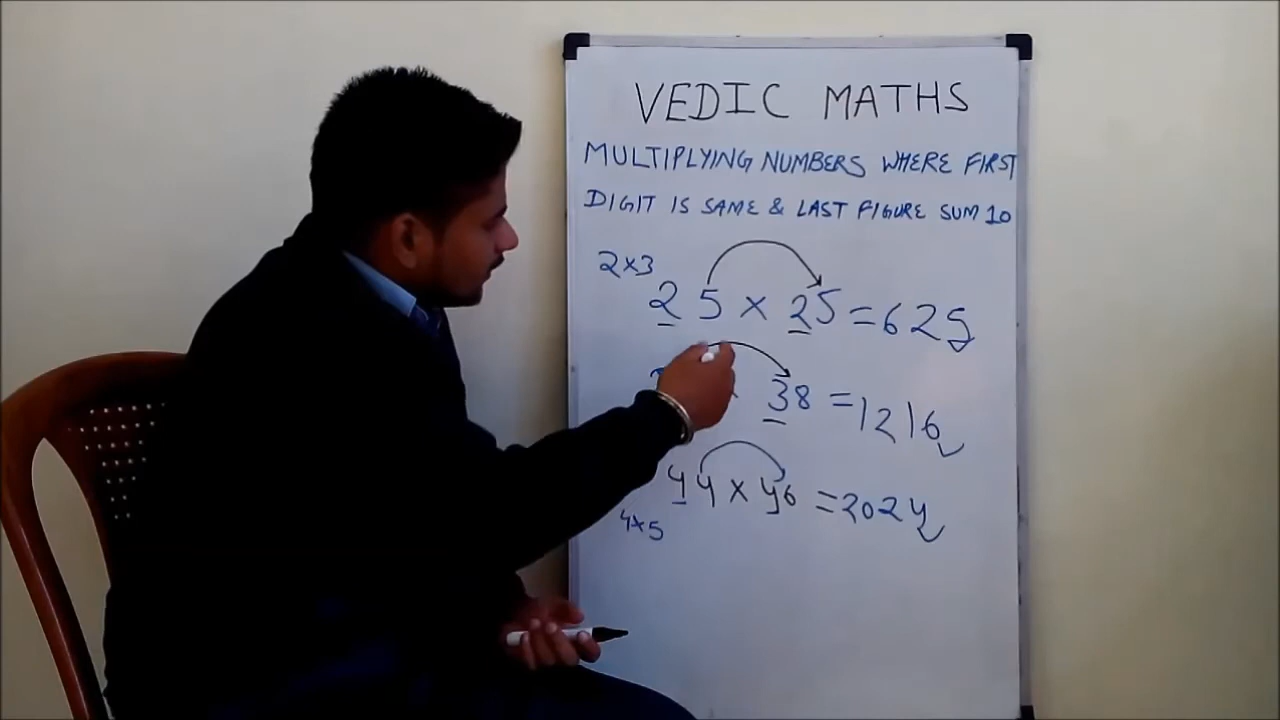 VEDIC MATHS
MULTIPLYING NUMBERS WHERE FIRST
DIGIT IS SAME & LAST FIGURE SUM 10
2×3
25 × 25 = 625
38 = 1216
44 × 46 = 2024
4×5